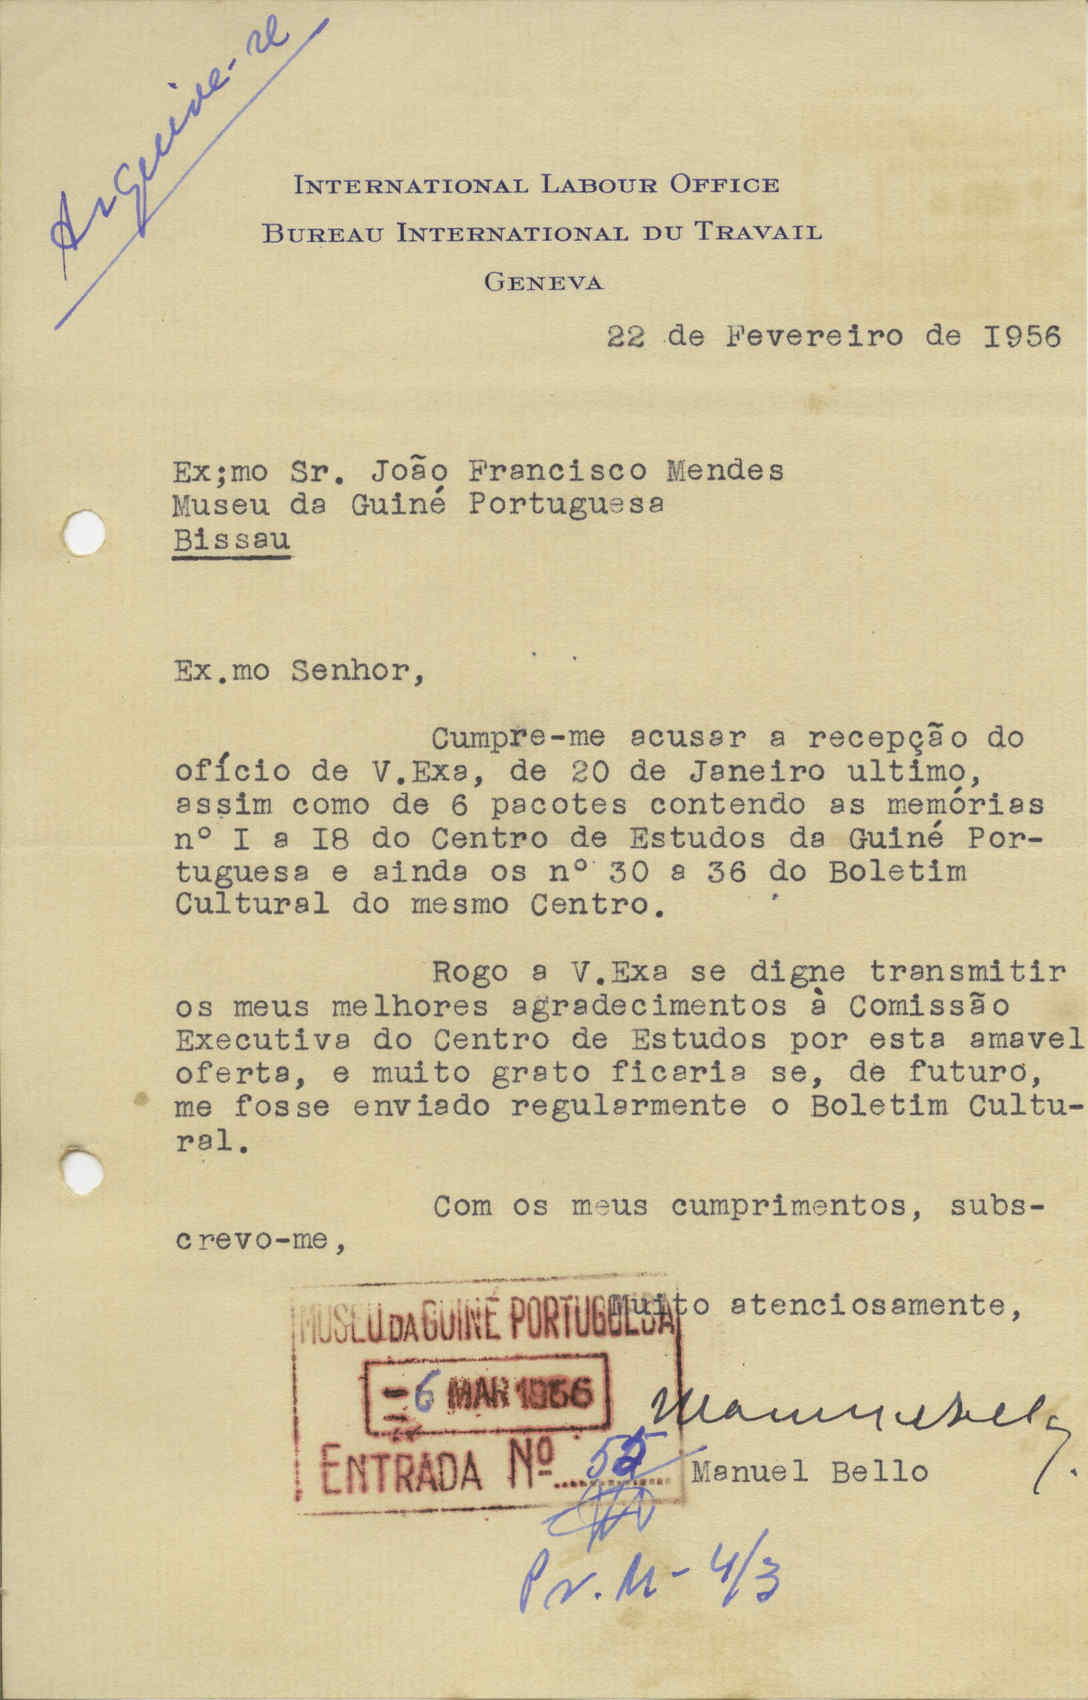 Arquive-se
INTERNATIONAL LABOUR OFFICE
BUREAU INTERNATIONAL DU TRAVAIL
GENEVA
22 de Fevereiro de I956
Ex;mo Sr. João Francisco Mendes
Museu da Guiné Portuguesa
Bissau
Ex.mo Senhor,
Cumpre-me acusar a recepção do
ofício de V.Exa, de 20 de Janeiro ultimo,
assim como de 6 pacotes contendo as memórias
nº I a I8 do Centro de Estudos da Guiné Por-
tuguesa e ainda os nº 30 a 36 do Boletim
Cultural do mesmo Centro.
Rogo a V.Exa se digne transmitir
os meus melhores agradecimentos à Comissão
Executiva do Centro de Estudos por esta amavel
oferta, e muito grato ficaria se, de futuro,
me fosse enviado regularmente o Boletim Cultu-
ral.
Com os meus cumprimentos, subs-
crevo-me,
Muito atenciosamente,
MUSEU DA GUINÉ PORTUGUESA
-6 MAR 1956
ENTRADA Nº 55
Manuel Bello
Pr. M- 4/3